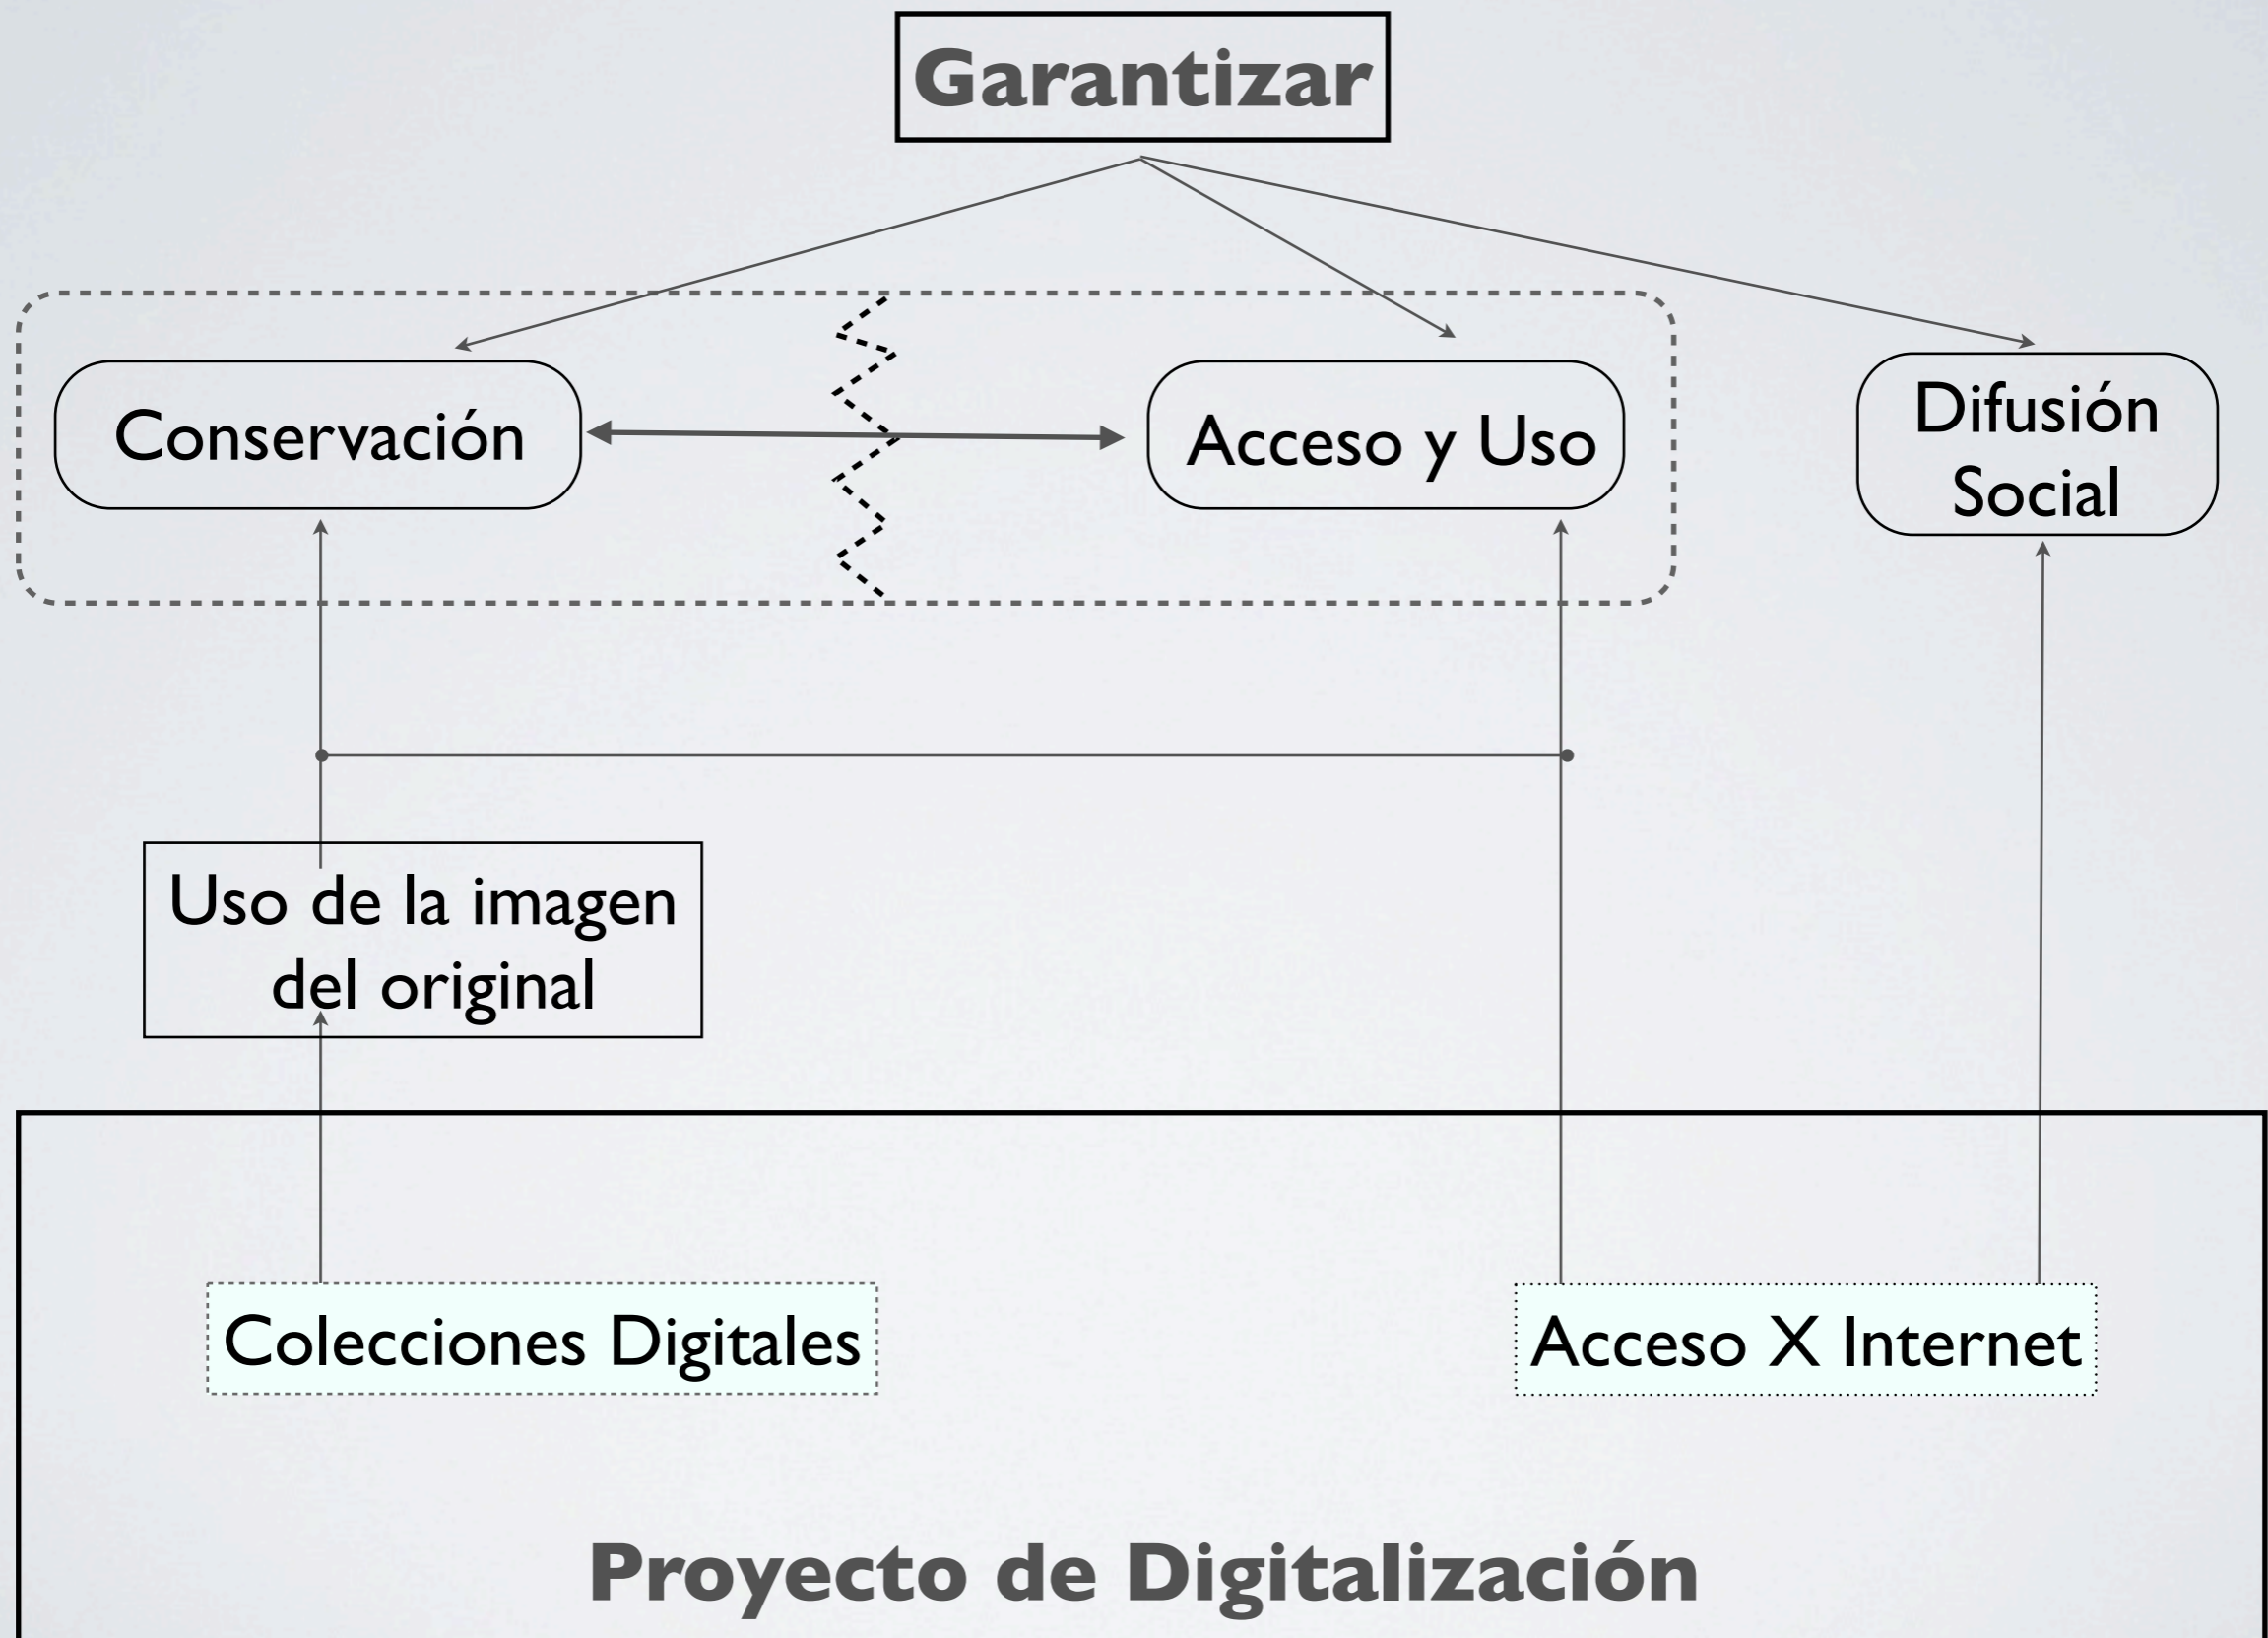 Garantizar
Conservación
Acceso y Uso
Difusión
Social
Uso de la imagen
del original
Colecciones Digitales
Acceso X Internet
Proyecto de Digitalización